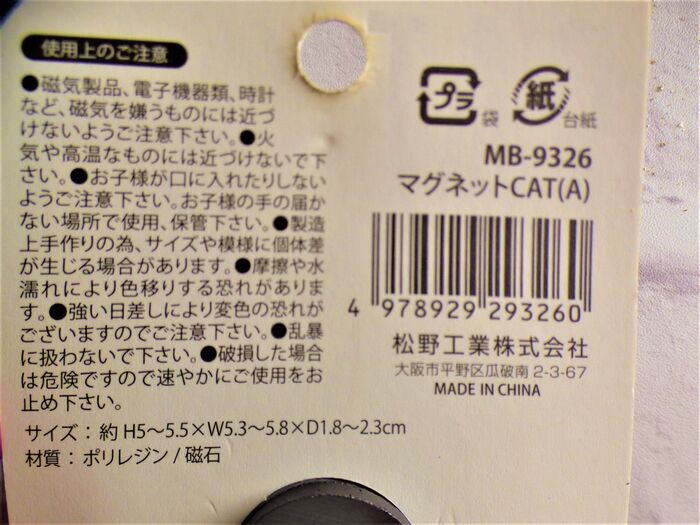 使用上のご注意
●磁気製品、電子機器類、時計
など、磁気を嫌うものには近づ
けないようご注意下さい。●火
気や高温なものには近づけないで下
さい。●お子様が口に入れたりしない
ようご注意下さい。お子様の手の届か
ない場所で使用、保管下さい。●製造
上手作りの為、サイズや模様に個体差
が生じる場合があります。●摩擦や水
濡れにより色移りする恐れがありま
す。●強い日差しにより変色の恐れが
ございますのでご注意下さい。●乱暴
に扱わないで下さい。●破損した場合
は危険ですので速やかにご使用をお
止め下さい。
サイズ：約 H5～5.5×W5.3～5.8×D1.8～2.3cm
材質：ポリレジン / 磁石
プラ 袋
紙 台紙
MB-9326
マグネットCAT(A)
4 978929 293260
松野工業株式会社
大阪市平野区瓜破南 2-3-67
MADE IN CHINA